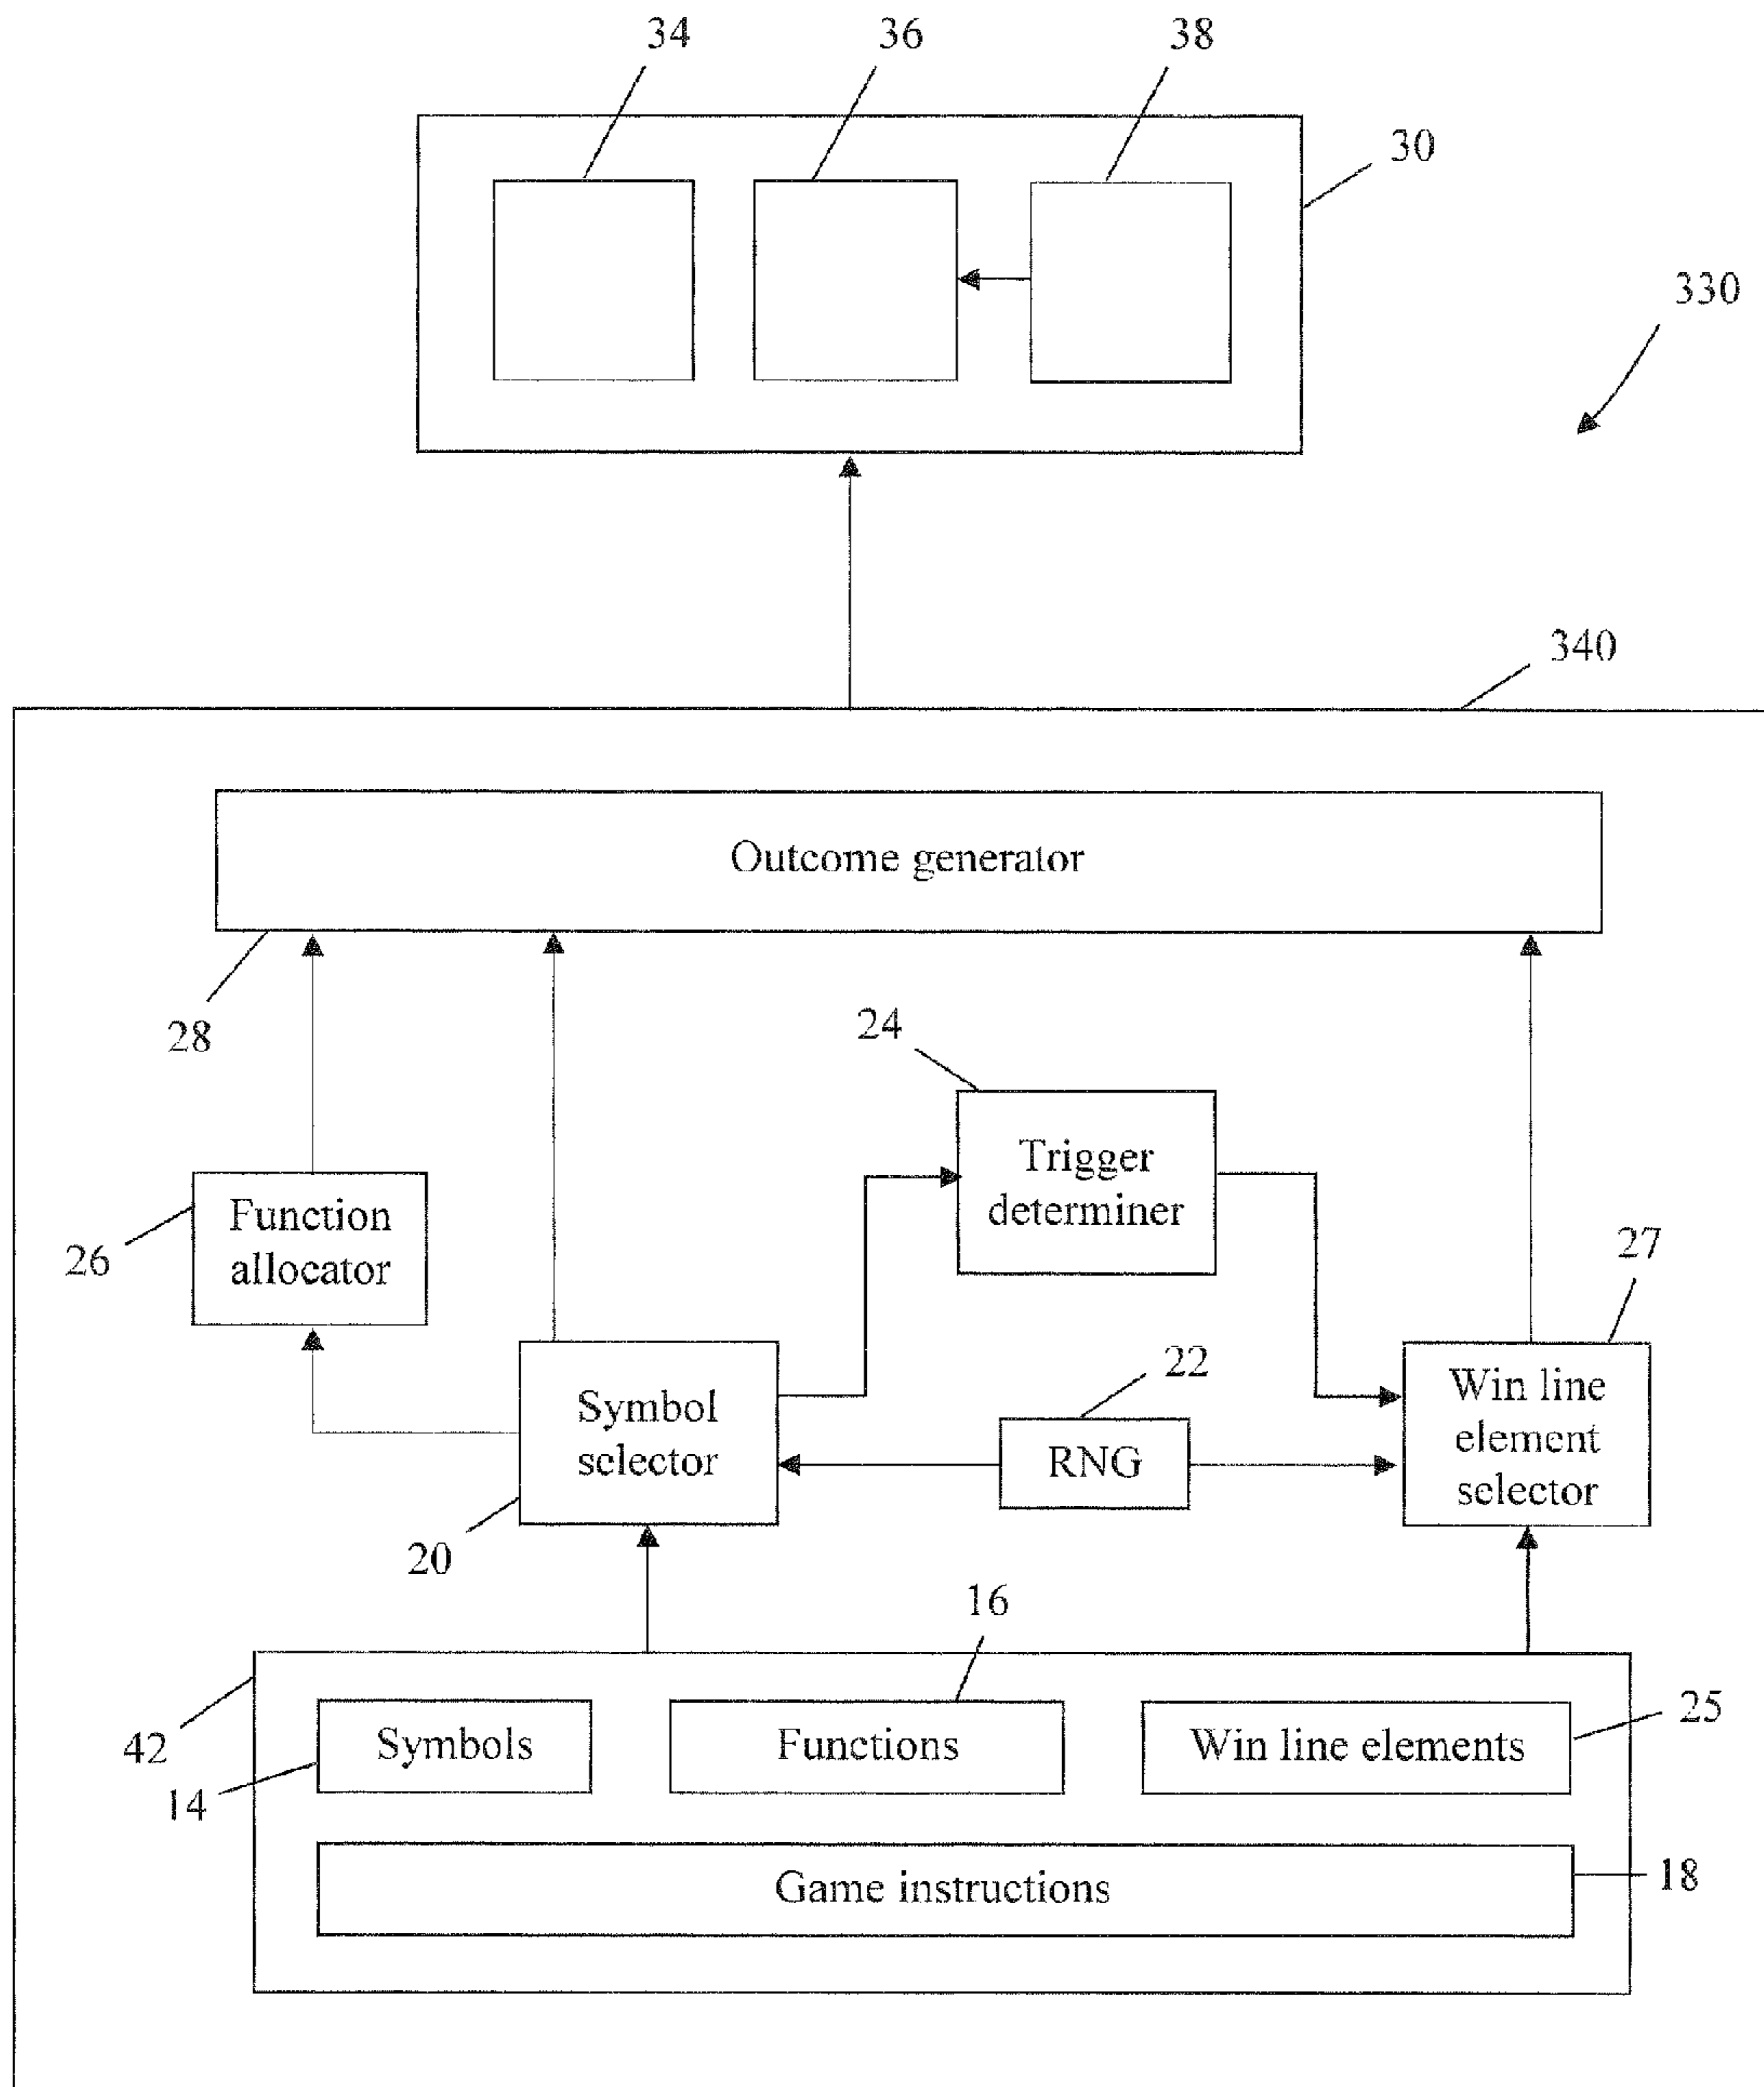 34
36
38
30
330
340
Outcome generator
28
24
Trigger
determiner
Function
allocator
26
27
22
Symbol
selector
RNG
Win line
element
selector
20
16
42
Symbols
Functions
Win line elements
25
14
Game instructions
18